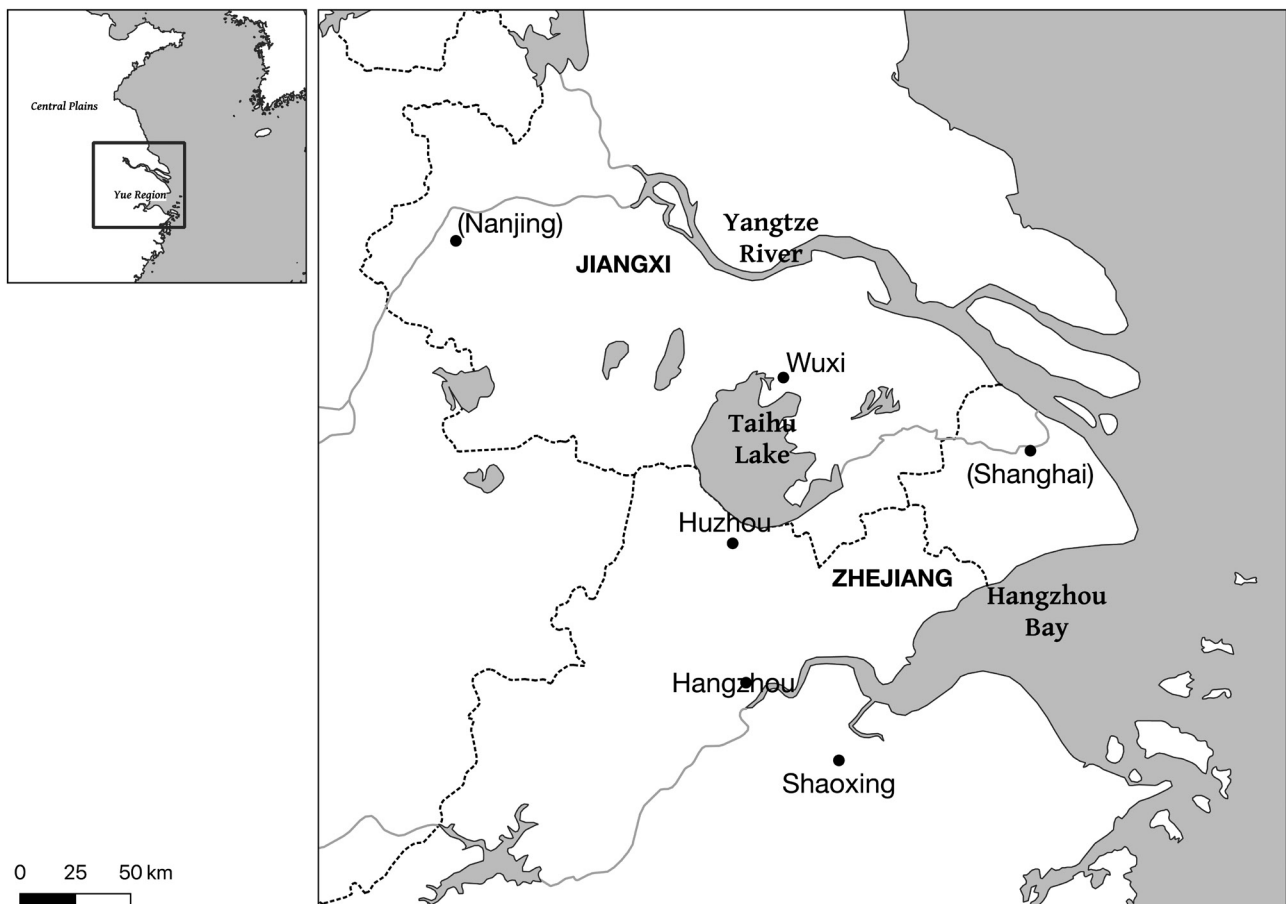 Central Plains
Yue Region
(Nanjing)
Yangtze
River
JIANGXI
Wuxi
Taihu
Lake
(Shanghai)
Huzhou
ZHEJIANG
Hangzhou
Bay
Hangzhou
Shaoxing
0 25 50 km